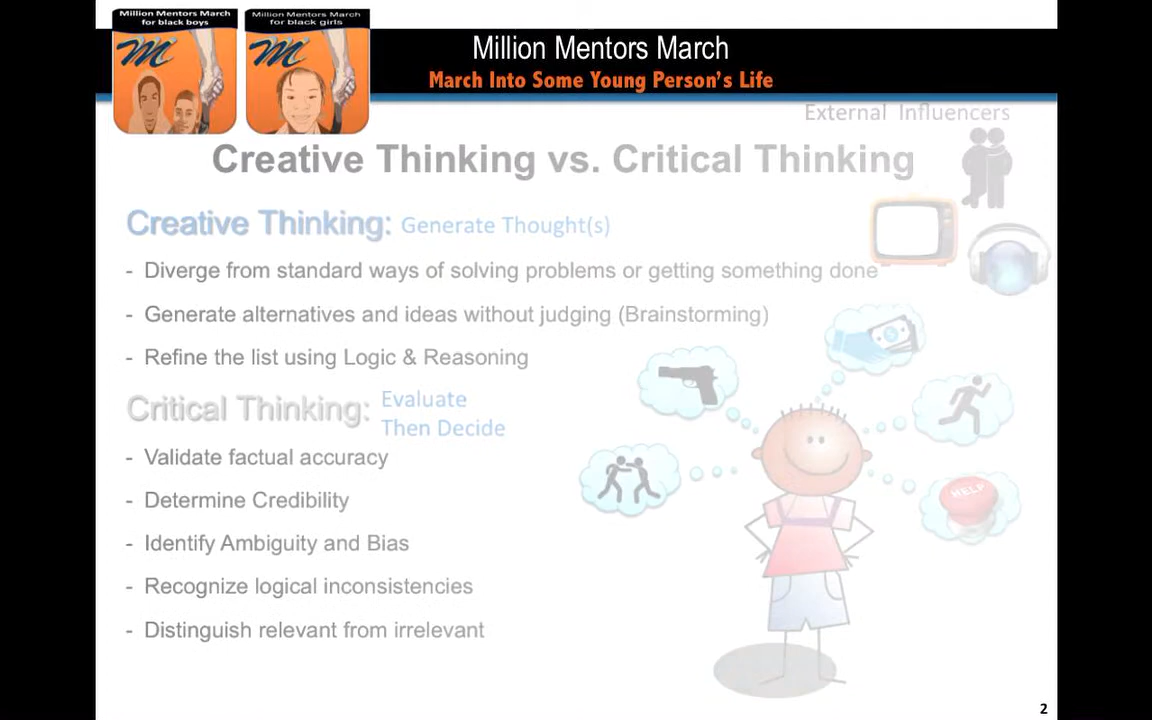 Million Mentors March
for black boys
Million Mentors March
for black girls
Million Mentors March
March Into Some Young Person's Life
External Influencers
Creative Thinking vs. Critical Thinking
Creative Thinking: Generate Thought(s)
- Diverge from standard ways of solving problems or getting something done
- Generate alternatives and ideas without judging (Brainstorming)
- Refine the list using Logic & Reasoning
Critical Thinking: Evaluate
Then Decide
- Validate factual accuracy
- Determine Credibility
- Identify Ambiguity and Bias
- Recognize logical inconsistencies
- Distinguish relevant from irrelevant
HELP
2